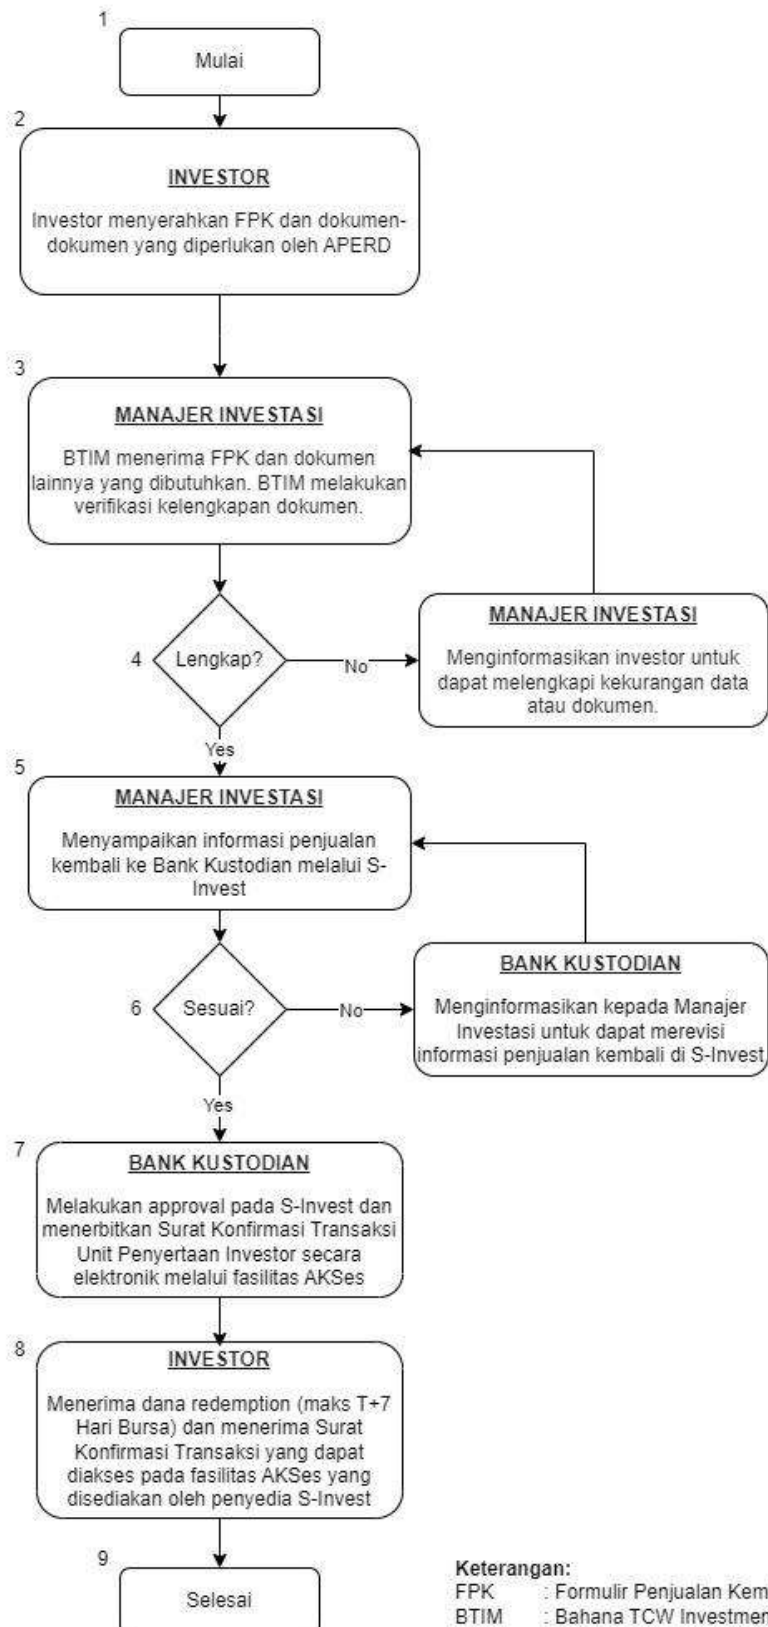 1
Mulai
2
INVESTOR
Investor menyerahkan FPK dan dokumen-
dokumen yang diperlukan oleh APERD
3
MANAJER INVESTASI
BTIM menerima FPK dan dokumen
lainnya yang dibutuhkan. BTIM melakukan
verifikasi kelengkapan dokumen.
4
Lengkap?
No
MANAJER INVESTASI
Menginformasikan investor untuk
dapat melengkapi kekurangan data
atau dokumen.
Yes
5
MANAJER INVESTASI
Menyampaikan informasi penjualan
kembali ke Bank Kustodian melalui S-
Invest
6
Sesuai?
No
BANK KUSTODIAN
Menginformasikan kepada Manajer
Investasi untuk dapat merevisi
informasi penjualan kembali di S-Invest
Yes
7
BANK KUSTODIAN
Melakukan approval pada S-Invest dan
menerbitkan Surat Konfirmasi Transaksi
Unit Penyertaan Investor secara
elektronik melalui fasilitas AKSes
8
INVESTOR
Menerima dana redemption (maks T+7
Hari Bursa) dan menerima Surat
Konfirmasi Transaksi yang dapat
diakses pada fasilitas AKSes yang
disediakan oleh penyedia S-Invest
9
Selesai
Keterangan:
FPK : Formulir Penjualan Kem
BTIM : Bahana TCW Investmen